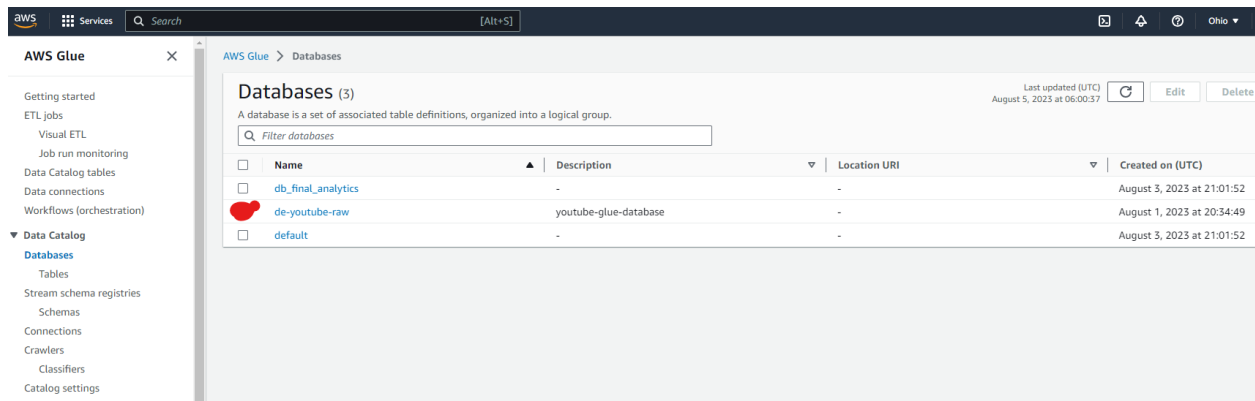 aws Services Search [Alt+S] Ohio
AWS Glue
Getting started
ETL jobs
Visual ETL
Job run monitoring
Data Catalog tables
Data connections
Workflows (orchestration)
Data Catalog
Databases
Tables
Stream schema registries
Schemas
Connections
Crawlers
Classifiers
Catalog settings
AWS Glue > Databases
Databases (3)
A database is a set of associated table definitions, organized into a logical group.
Last updated (UTC)
August 5, 2023 at 06:00:37
Edit Delete
Filter databases
Name Description Location URI Created on (UTC)
db_final_analytics - - August 3, 2023 at 21:01:52
de-youtube-raw youtube-glue-database - August 1, 2023 at 20:34:49
default - - August 3, 2023 at 21:01:52